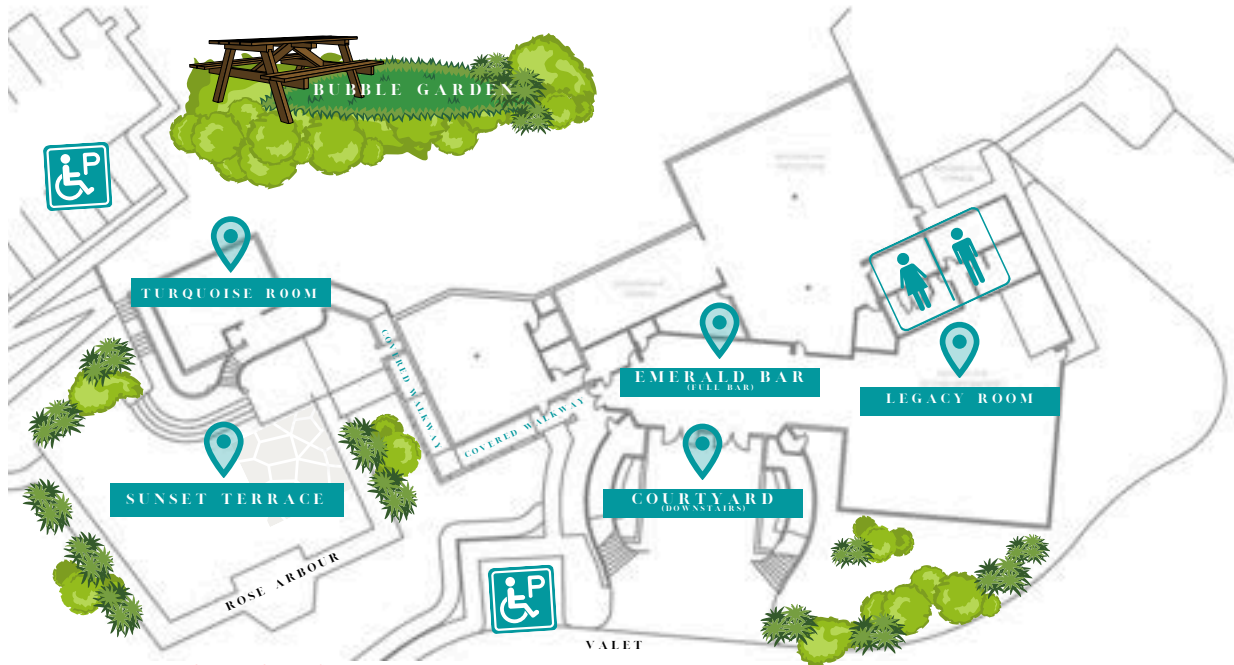 BUBBLE GARDEN
P
TURQUOISE ROOM
COVERED WALKWAY
EMERALD BAR
(FULL BAR)
LEGACY ROOM
COVERED WALKWAY
SUNSET TERRACE
COURTYARD
(DOWNSTAIRS)
ROSE ARBOUR
P
VALET